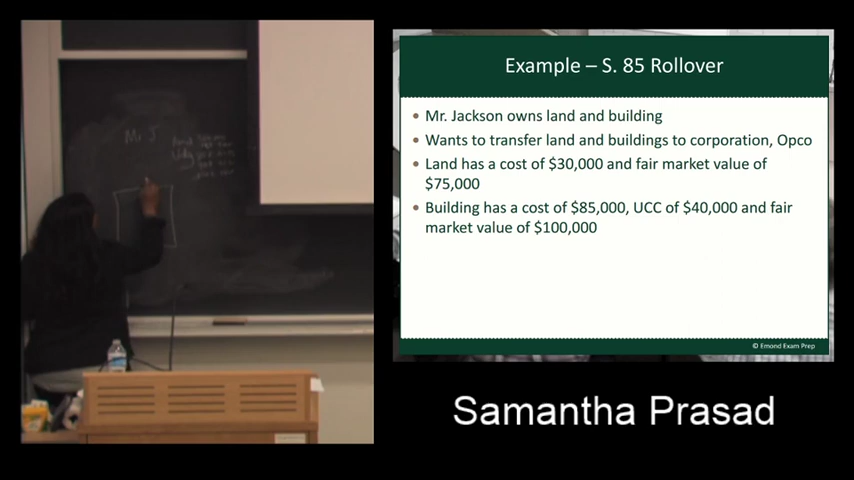 Mr J
Example – S. 85 Rollover
• Mr. Jackson owns land and building
• Wants to transfer land and buildings to corporation, Opco
• Land has a cost of $30,000 and fair market value of
$75,000
• Building has a cost of $85,000, UCC of $40,000 and fair
market value of $100,000
© Emond Exam Prep
Samantha Prasad